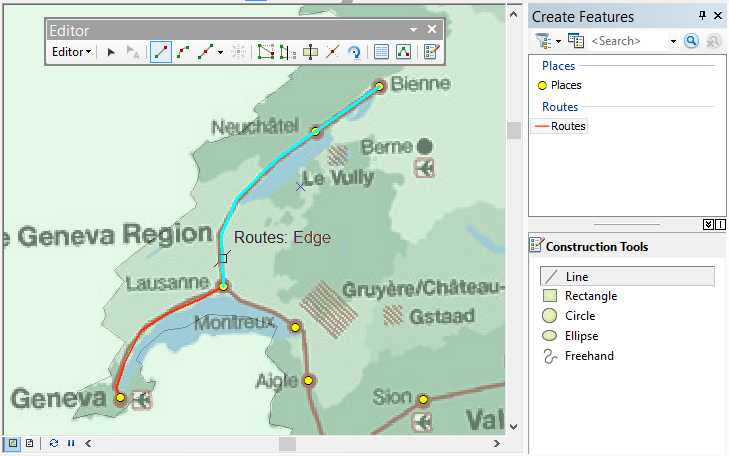 Editor
Editor
Bienne
Neuchâtel
Berne
Le Vully
e Geneva Region
Routes: Edge
Lausanne
Gruyère/Château-
Gstaad
Montreux
Aigle
Sion
Geneva
Val
Create Features
<Search>
Places
Places
Routes
Routes
Construction Tools
Line
Rectangle
Circle
Ellipse
Freehand